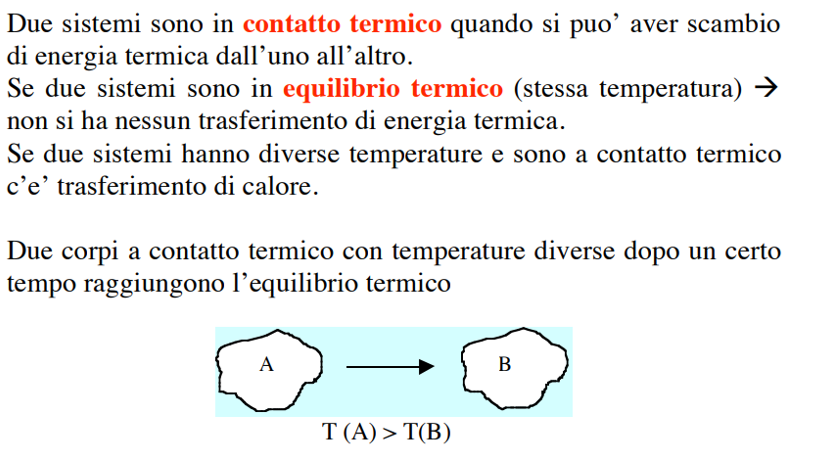 Due sistemi sono in contatto termico quando si puo’ aver scambio
di energia termica dall’uno all’altro.
Se due sistemi sono in equilibrio termico (stessa temperatura) →
non si ha nessun trasferimento di energia termica.
Se due sistemi hanno diverse temperature e sono a contatto termico
c’e’ trasferimento di calore.
Due corpi a contatto termico con temperature diverse dopo un certo
tempo raggiungono l’equilibrio termico
A B
T (A) > T(B)